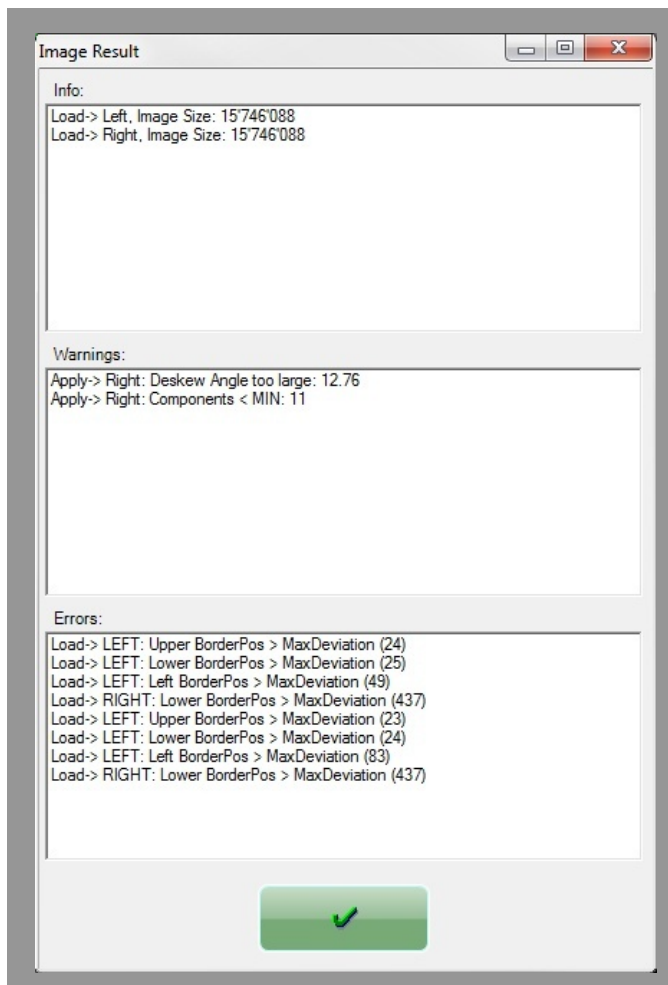 Image Result
Info:
Load-> Left, Image Size: 15'746'088
Load-> Right, Image Size: 15'746'088
Warnings:
Apply-> Right: Deskew Angle too large: 12.76
Apply-> Right: Components < MIN: 11
Errors:
Load-> LEFT: Upper BorderPos > MaxDeviation (24)
Load-> LEFT: Lower BorderPos > MaxDeviation (25)
Load-> LEFT: Left BorderPos > MaxDeviation (49)
Load-> RIGHT: Lower BorderPos > MaxDeviation (437)
Load-> LEFT: Upper BorderPos > MaxDeviation (23)
Load-> LEFT: Lower BorderPos > MaxDeviation (24)
Load-> LEFT: Left BorderPos > MaxDeviation (83)
Load-> RIGHT: Lower BorderPos > MaxDeviation (437)